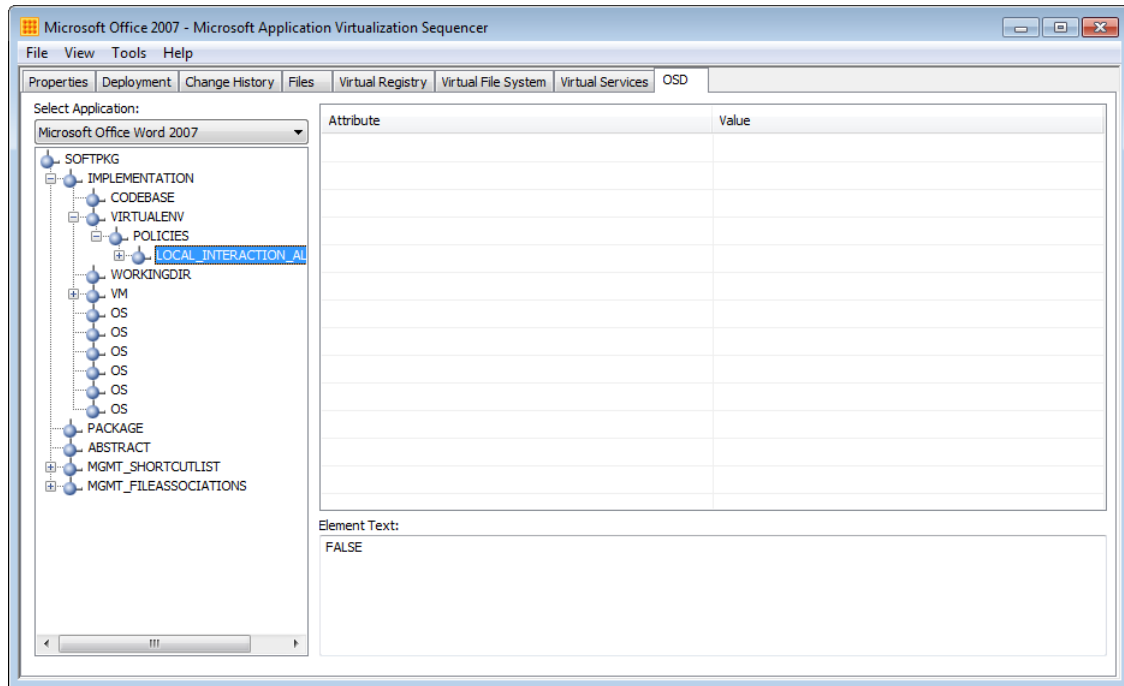 Microsoft Office 2007 - Microsoft Application Virtualization Sequencer
File View Tools Help
Properties Deployment Change History Files Virtual Registry Virtual File System Virtual Services OSD
Select Application:
Microsoft Office Word 2007
SOFTPKG
IMPLEMENTATION
CODEBASE
VIRTUALENV
POLICIES
LOCAL_INTERACTION_AL
WORKINGDIR
VM
OS
OS
OS
OS
OS
OS
PACKAGE
ABSTRACT
MGMT_SHORTCUTLIST
MGMT_FILEASSOCIATIONS
Attribute Value
Element Text:
FALSE